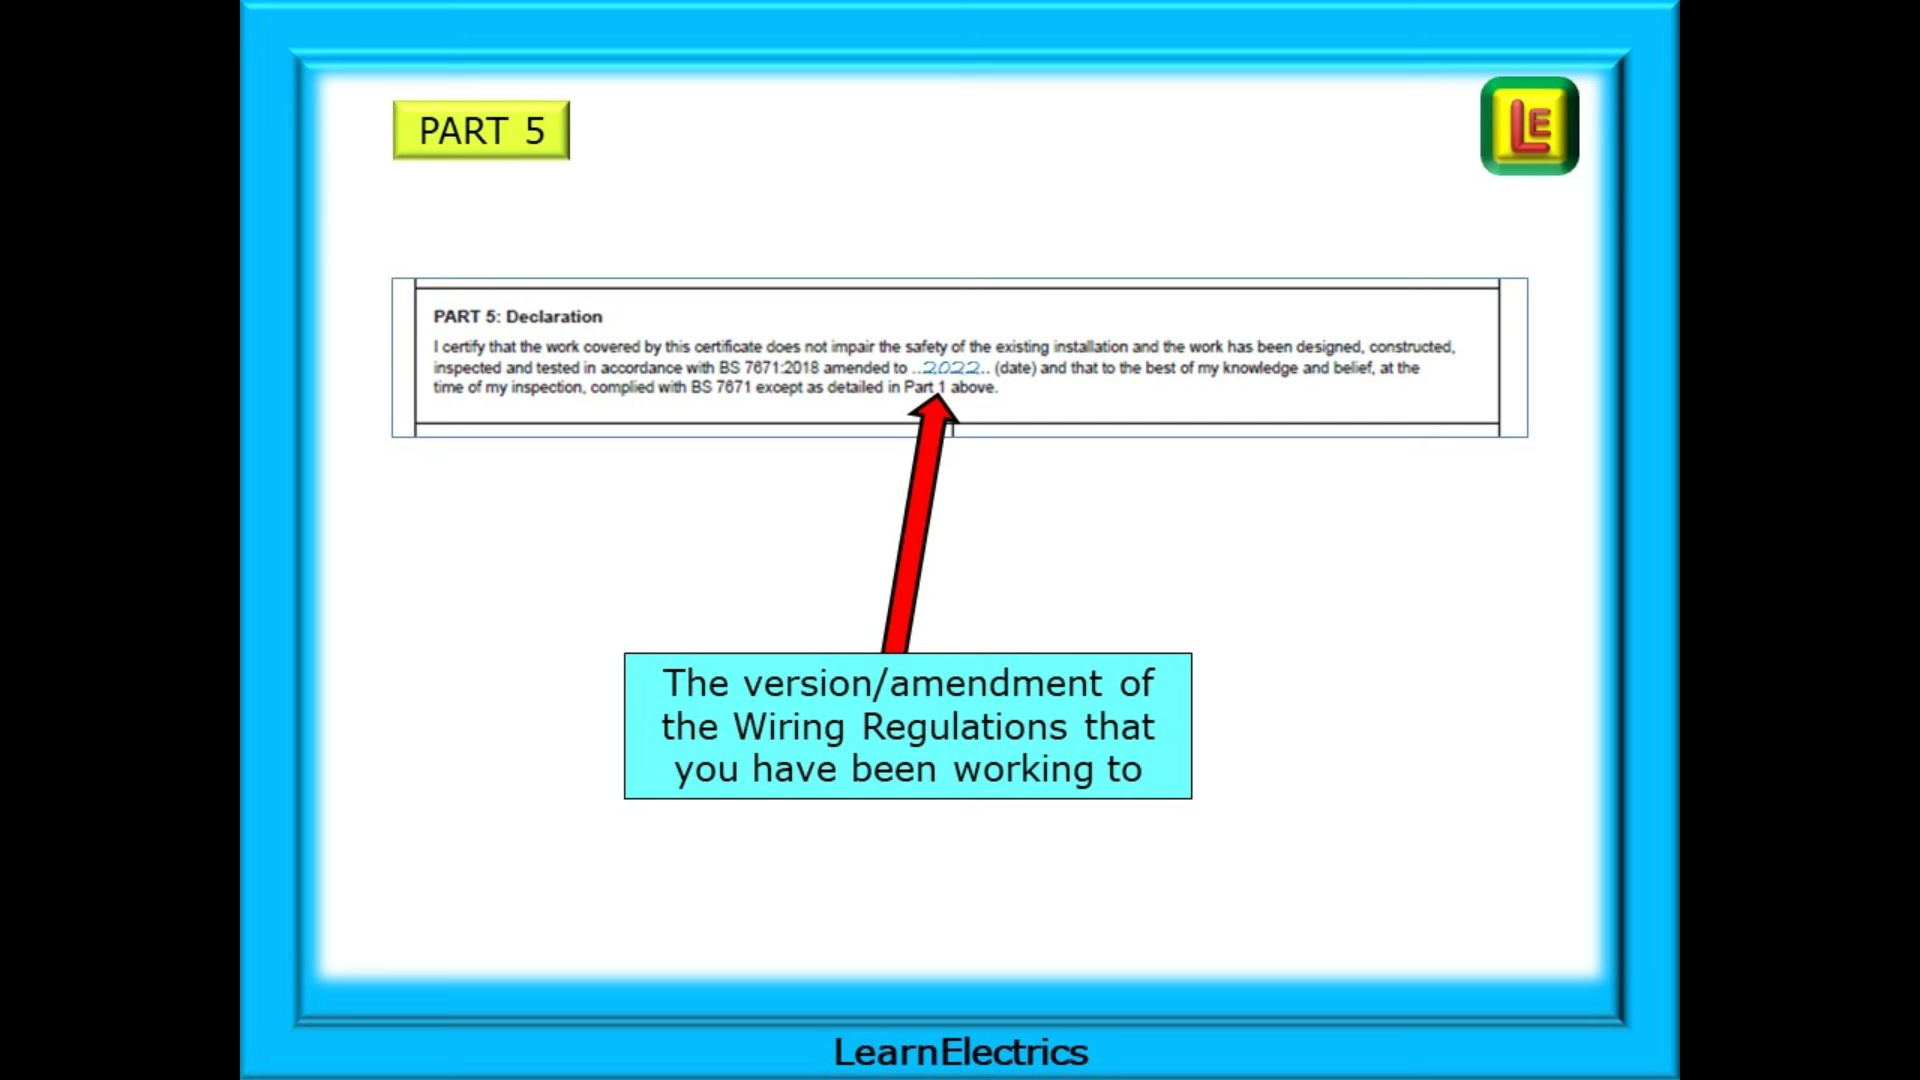 PART 5
LE
PART 5: Declaration
I certify that the work covered by this certificate does not impair the safety of the existing installation and the work has been designed, constructed,
inspected and tested in accordance with BS 7671:2018 amended to ..2022.. (date) and that to the best of my knowledge and belief, at the
time of my inspection, complied with BS 7671 except as detailed in Part 1 above.
The version/amendment of
the Wiring Regulations that
you have been working to
LearnElectrics